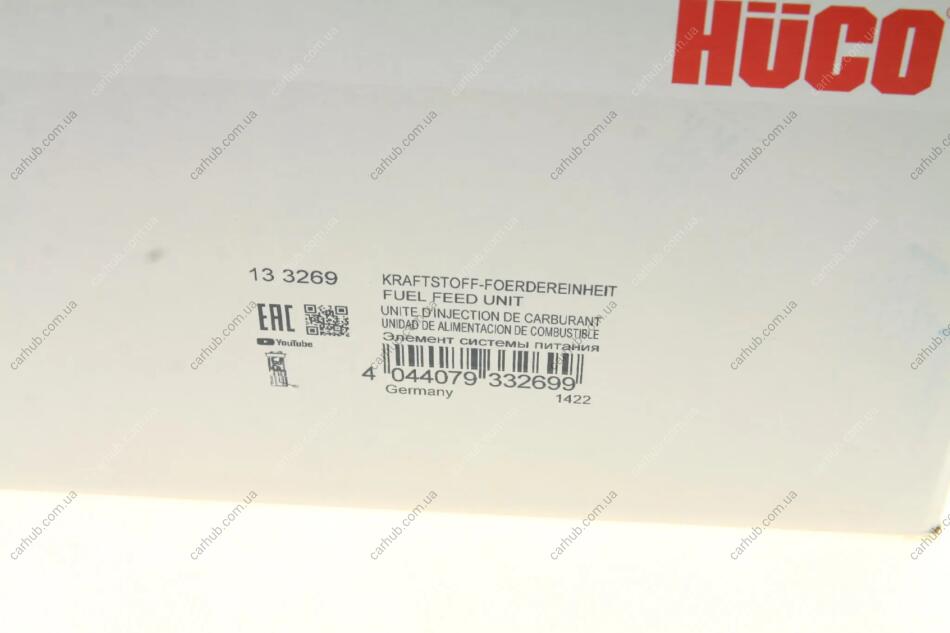 HÜCO
13 3269
EAC
YouTube
KRAFTSTOFF-FOERDEREINHEIT
FUEL FEED UNIT
UNITE D'INJECTION DE CARBURANT
UNIDAD DE ALIMENTACION DE COMBUSTIBLE
Элемент системы питания
4 044079 332699
Germany
1422
carhub.com.ua